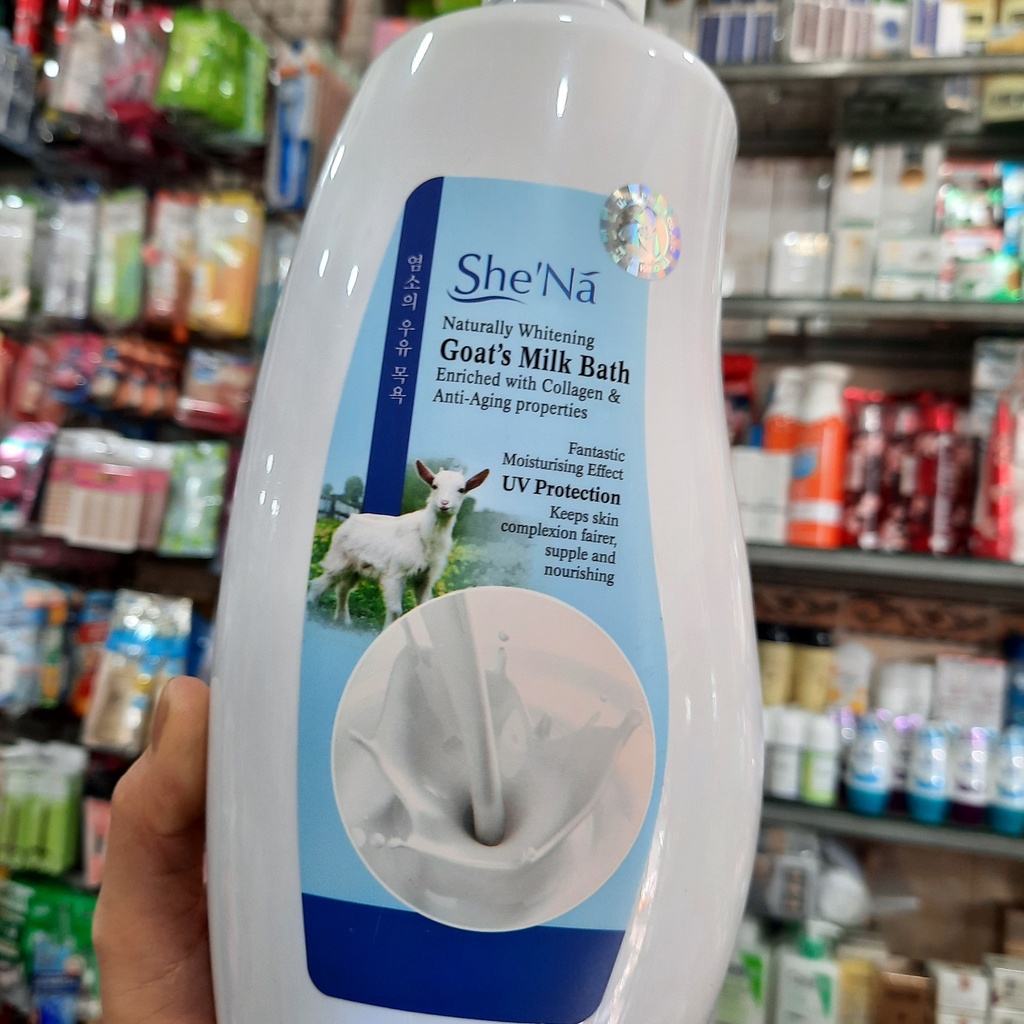 She'Ná
Naturally Whitening
Goat's Milk Bath
Enriched with Collagen &
Anti-Aging properties
염소의 우유 목욕
Fantastic
Moisturising Effect
UV Protection
Keeps skin
complexion fairer,
supple and
nourishing